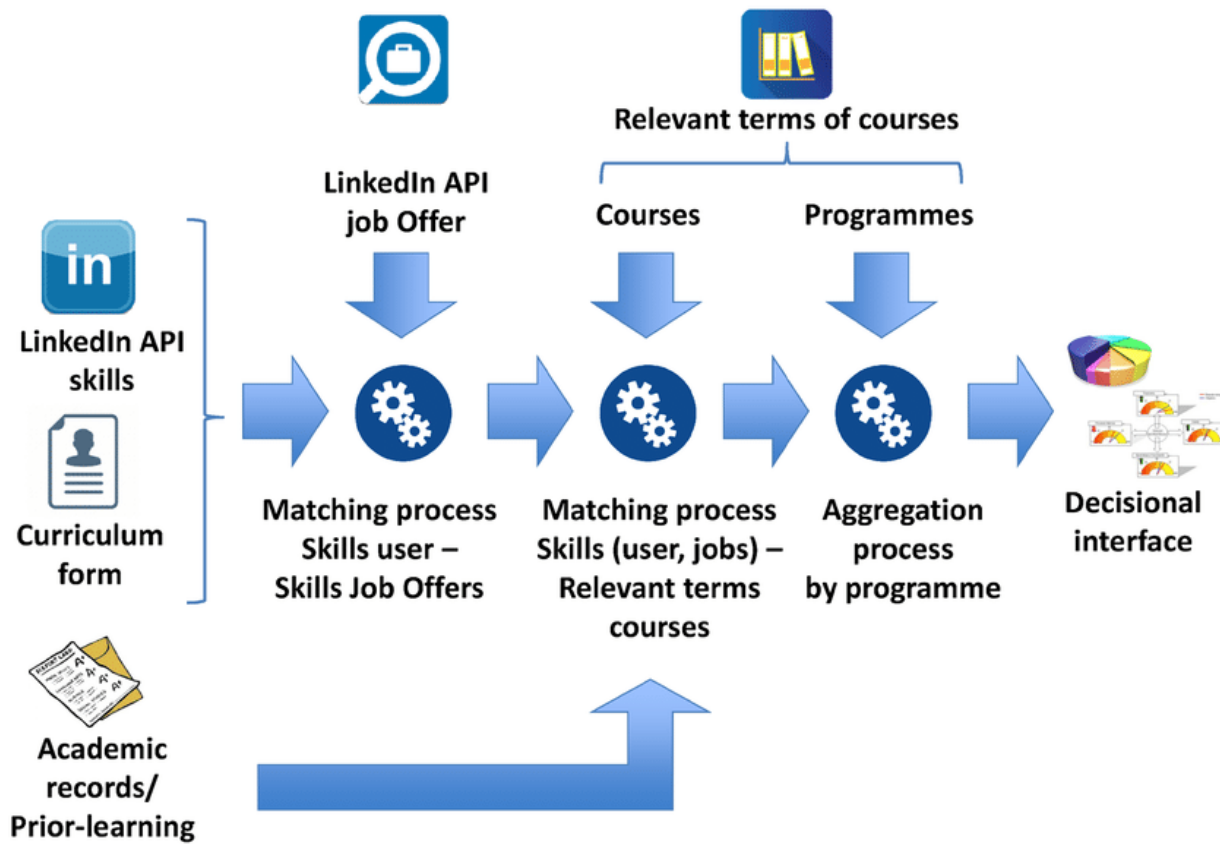 Relevant terms of courses
LinkedIn API
job Offer
Courses
Programmes
in
LinkedIn API
skills
Curriculum
form
Matching process
Skills user –
Skills Job Offers
Matching process
Skills (user, jobs) –
Relevant terms
courses
Aggregation
process
by programme
Decisional
interface
REPORT CARD
A+
A+
A+
A+
Academic
records/
Prior-learning